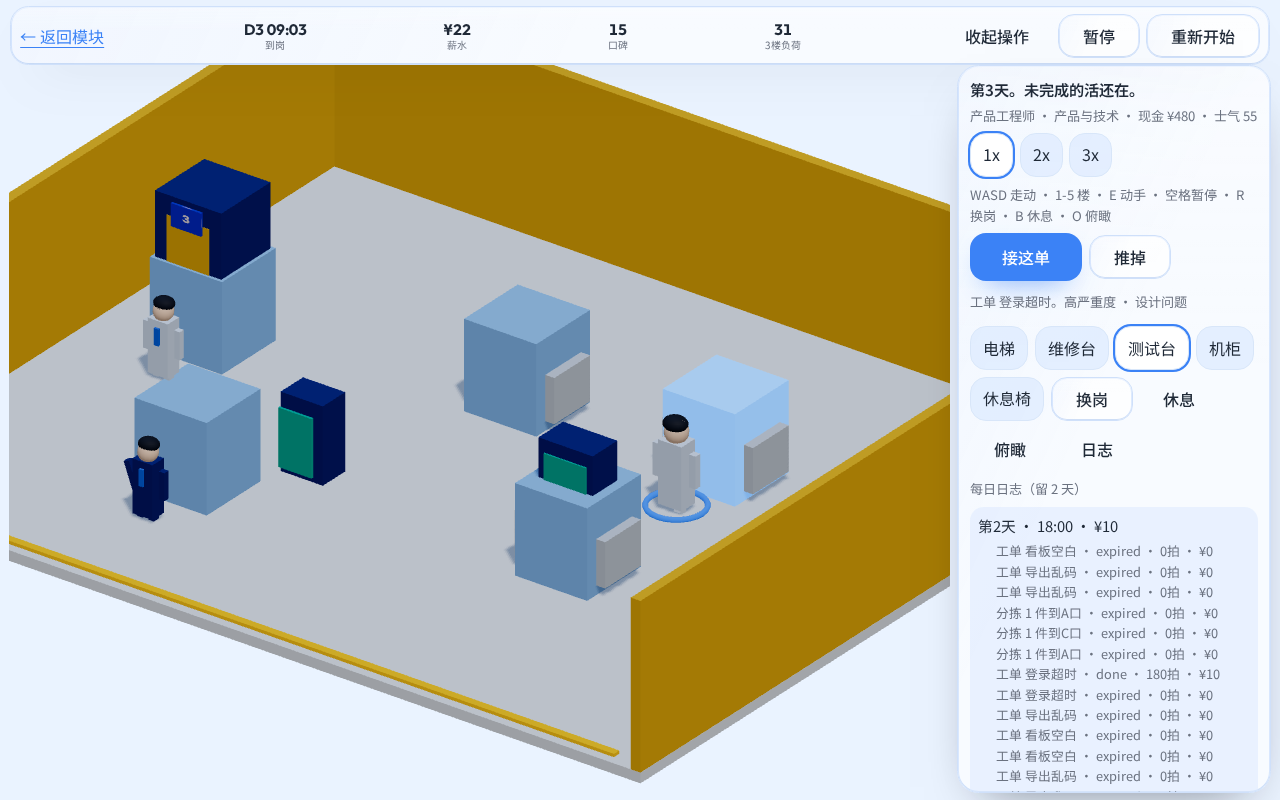 ← 返回模块
D3 09:03
到岗
¥22
薪水
15
口碑
31
3楼负荷
收起操作
暂停
重新开始
3
第3天。未完成的活还在。
产品工程师 · 产品与技术 · 现金 ¥480 · 士气 55
1x
2x
3x
WASD 走动 · 1-5 楼 · E 动手 · 空格暂停 · R
换岗 · B 休息 · O 俯瞰
接这单
推掉
工单 登录超时。高严重度 · 设计问题
电梯
维修台
测试台
机柜
休息椅
换岗
休息
俯瞰
日志
每日日志（留 2 天）
第2天 · 18:00 · ¥10
工单 看板空白 · expired · 0拍 · ¥0
工单 导出乱码 · expired · 0拍 · ¥0
工单 导出乱码 · expired · 0拍 · ¥0
分拣 1 件到A口 · expired · 0拍 · ¥0
分拣 1 件到C口 · expired · 0拍 · ¥0
分拣 1 件到A口 · expired · 0拍 · ¥0
工单 登录超时 · done · 180拍 · ¥10
工单 登录超时 · expired · 0拍 · ¥0
工单 导出乱码 · expired · 0拍 · ¥0
工单 看板空白 · expired · 0拍 · ¥0
工单 看板空白 · expired · 0拍 · ¥0
工单 导出乱码 · expired · 0拍 · ¥0